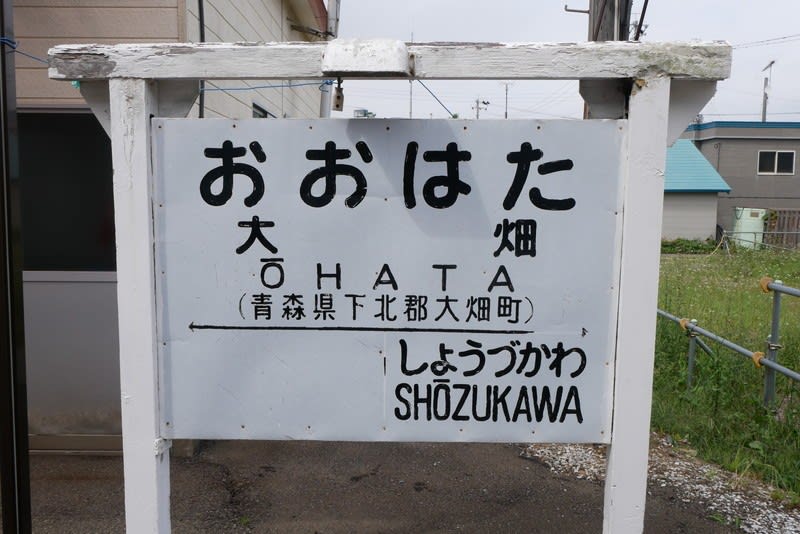 おおはた
大 畑
ŌHATA
(青森県下北郡大畑町)
しょうづかわ
SHŌZUKAWA